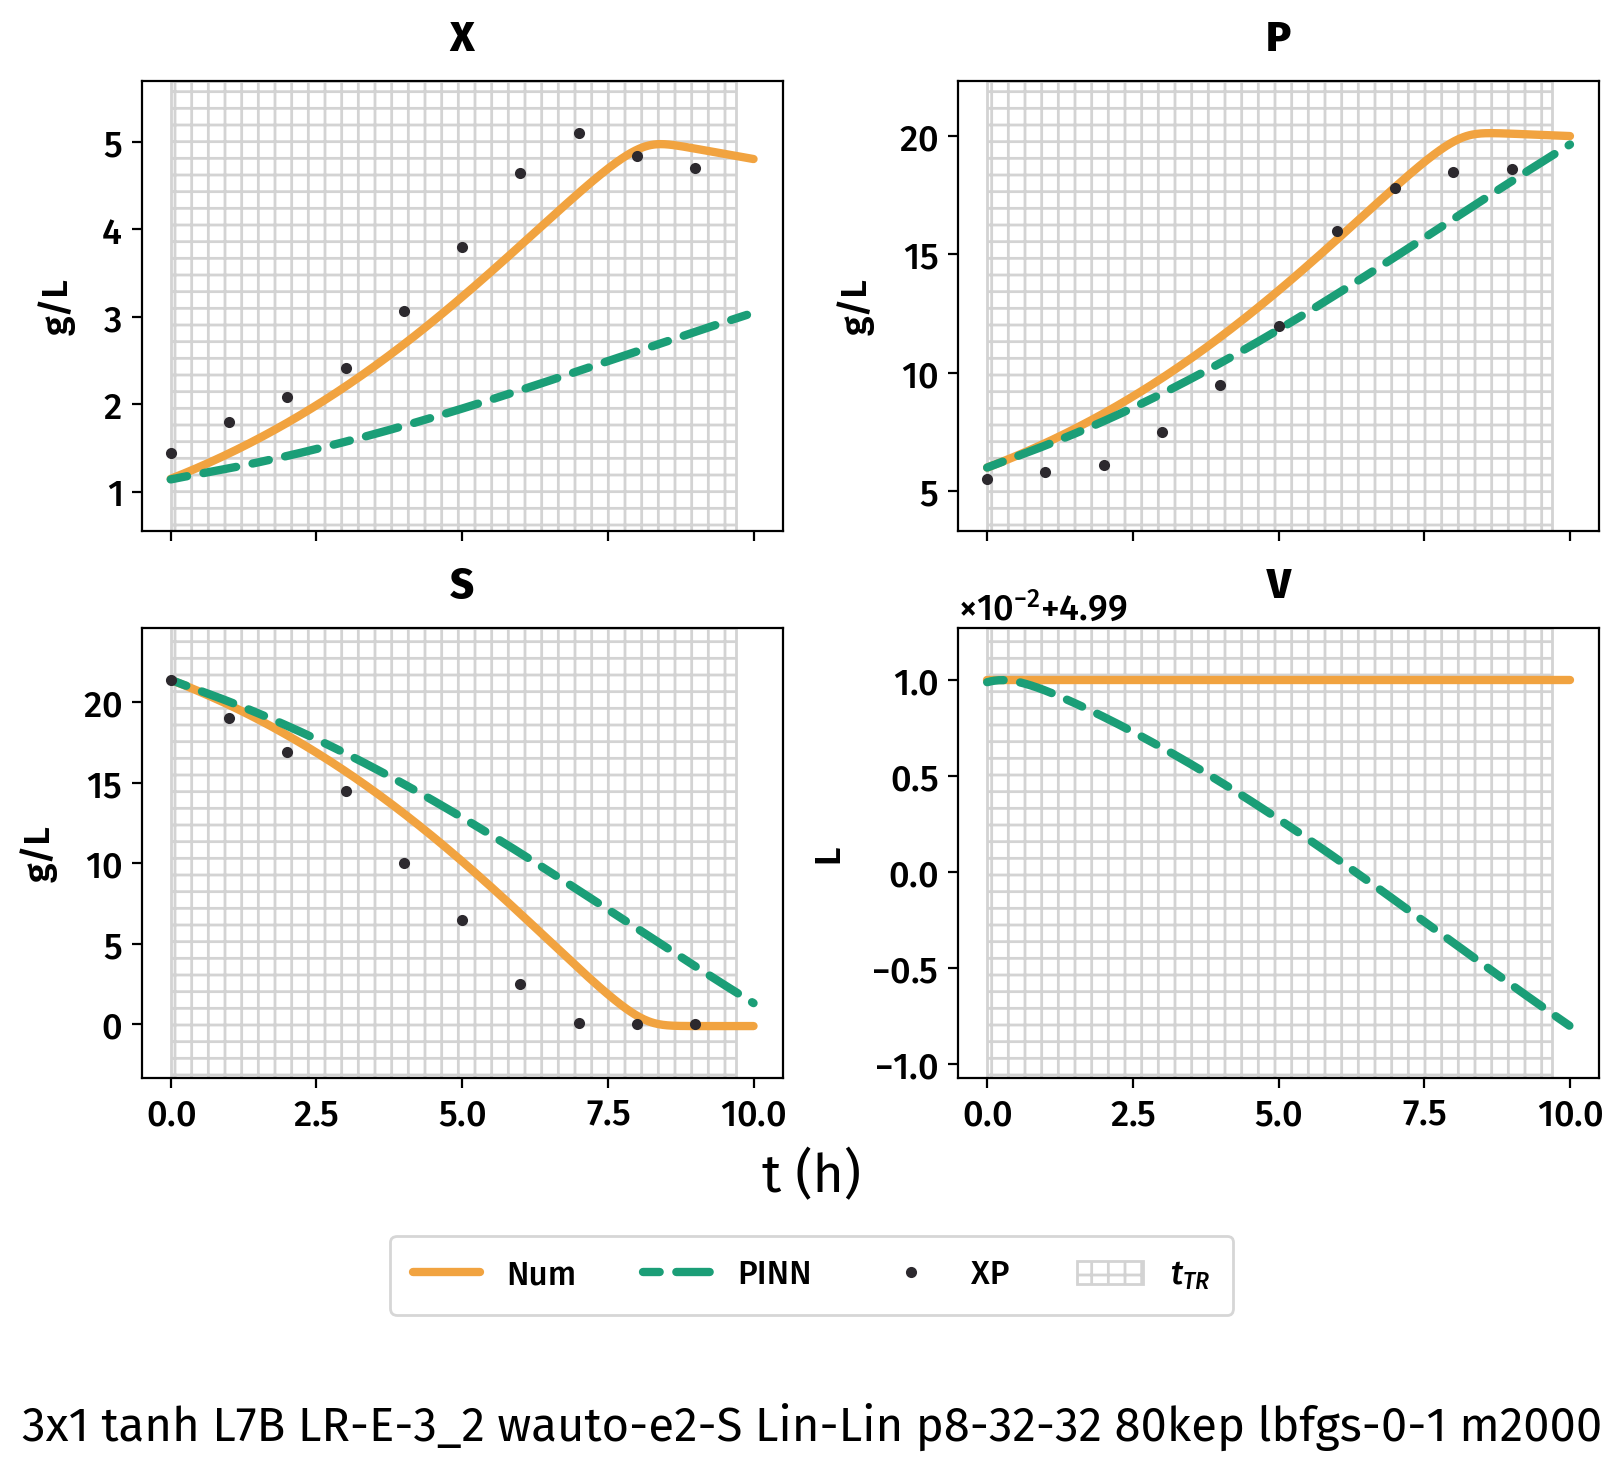 X
P
5
4
3
2
1
g/L
20
15
10
5
g/L
S
V
×10⁻²+4.99
20
15
10
5
0
g/L
1.0
0.5
0.0
−0.5
−1.0
L
0.0 2.5 5.0 7.5 10.0
0.0 2.5 5.0 7.5 10.0
t (h)
Num PINN XP t_TR
3x1 tanh L7B LR-E-3_2 wauto-e2-S Lin-Lin p8-32-32 80kep lbfgs-0-1 m2000